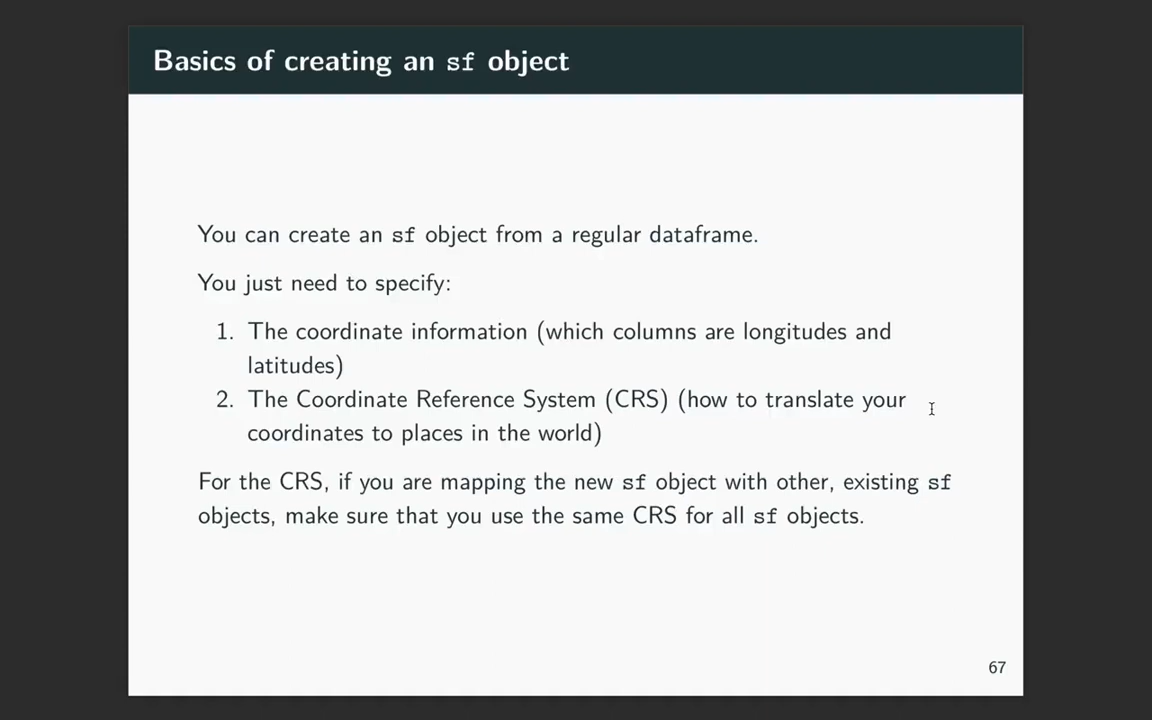 Basics of creating an sf object
You can create an sf object from a regular dataframe.
You just need to specify:
1. The coordinate information (which columns are longitudes and
latitudes)
2. The Coordinate Reference System (CRS) (how to translate your
coordinates to places in the world)
For the CRS, if you are mapping the new sf object with other, existing sf
objects, make sure that you use the same CRS for all sf objects.
67